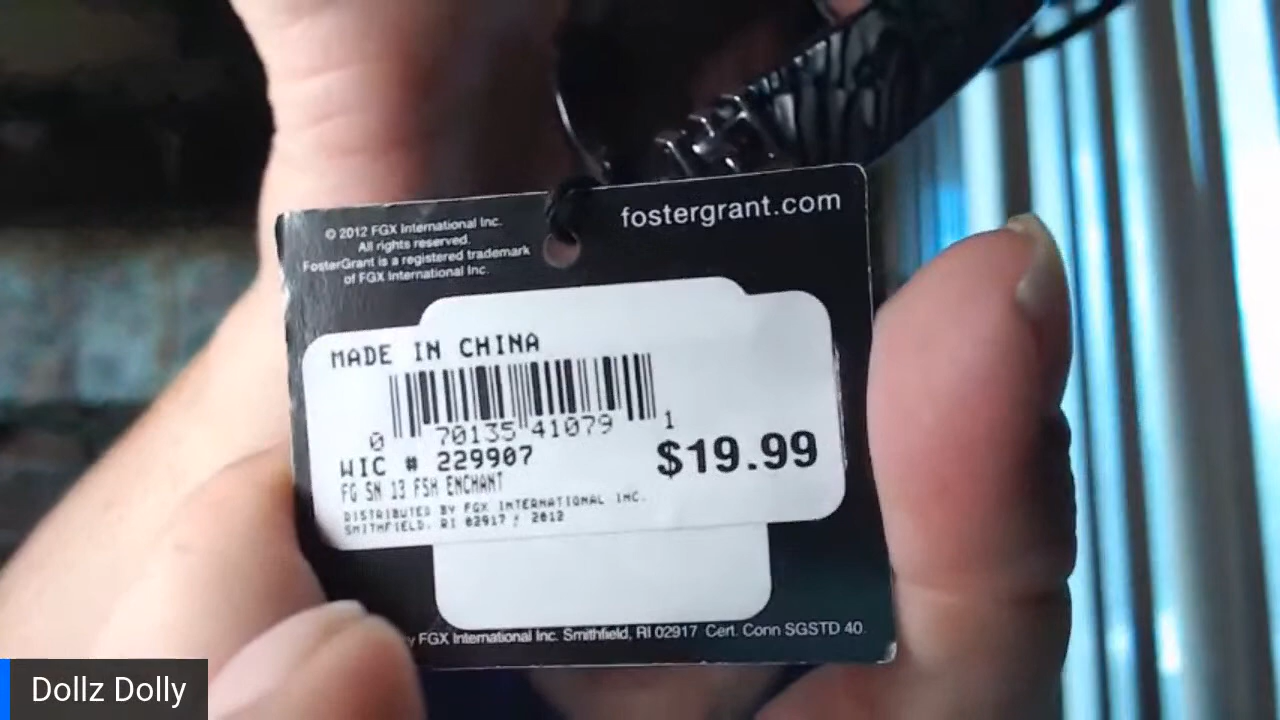 © 2012 FGX International Inc.
All rights reserved.
FosterGrant is a registered trademark
of FGX International Inc.
fostergrant.com
MADE IN CHINA
0 70135 41079 1
WIC # 229907
$19.99
FG SN 13 FSH ENCHANT
DISTRIBUTED BY FGX INTERNATIONAL INC.
SMITHFIELD, RI 02917 / 2012
FGX International Inc. Smithfield, RI 02917 Cert. Conn SGSTD 40
Dollz Dolly